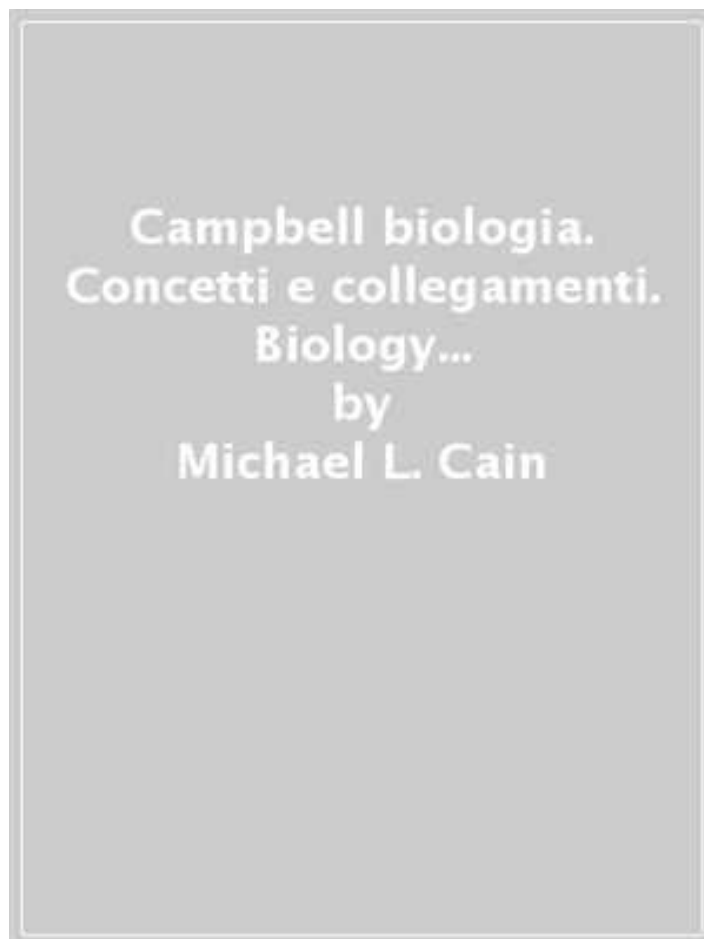 Campbell biologia.
Concetti e collegamenti.
Biology...
by
Michael L. Cain